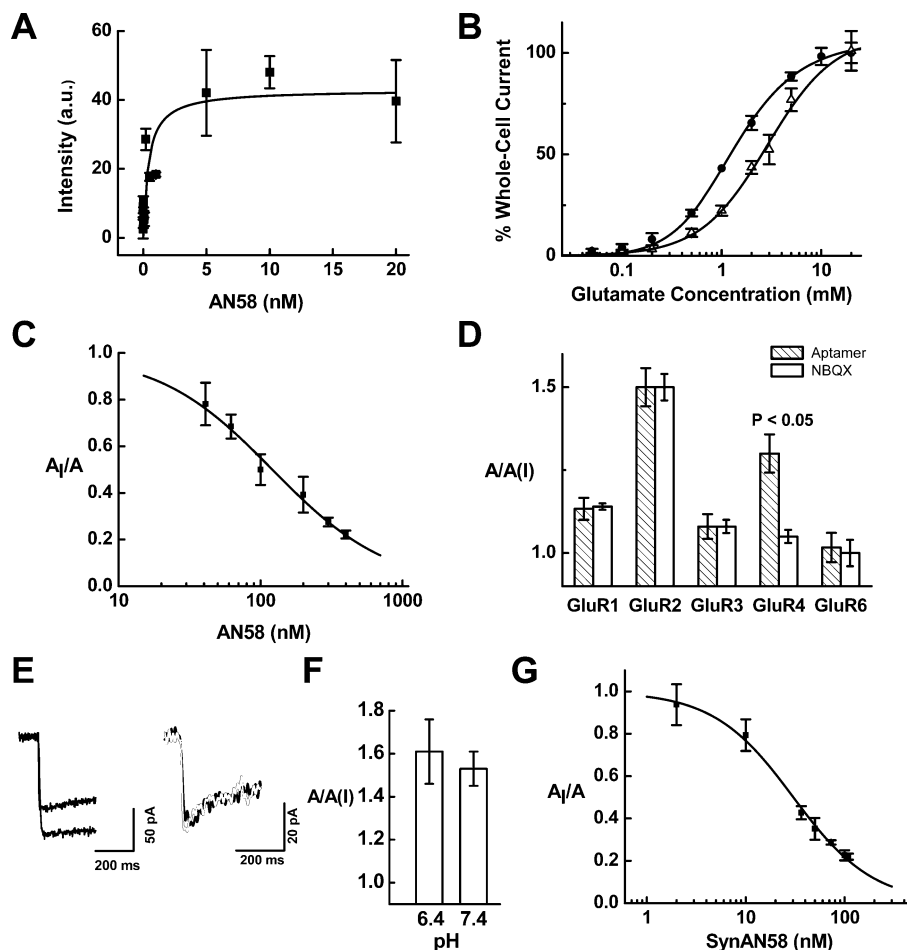 A
60
40
20
0
Intensity (a.u.)
0 5 10 15 20
AN58 (nM)
B
100
50
0
% Whole-Cell Current
0.1 1 10
Glutamate Concentration (mM)
C
1.0
0.8
0.6
0.4
0.2
0.0
AI/A
10 100 1000
AN58 (nM)
D
Aptamer
NBQX
1.5
1.0
A/A(I)
P < 0.05
GluR1 GluR2 GluR3 GluR4 GluR6
E
50 pA
200 ms
20 pA
200 ms
F
1.8
1.6
1.4
1.2
1.0
A/A(I)
6.4 7.4
pH
G
1.0
0.8
0.6
0.4
0.2
0.0
AI/A
1 10 100
SynAN58 (nM)